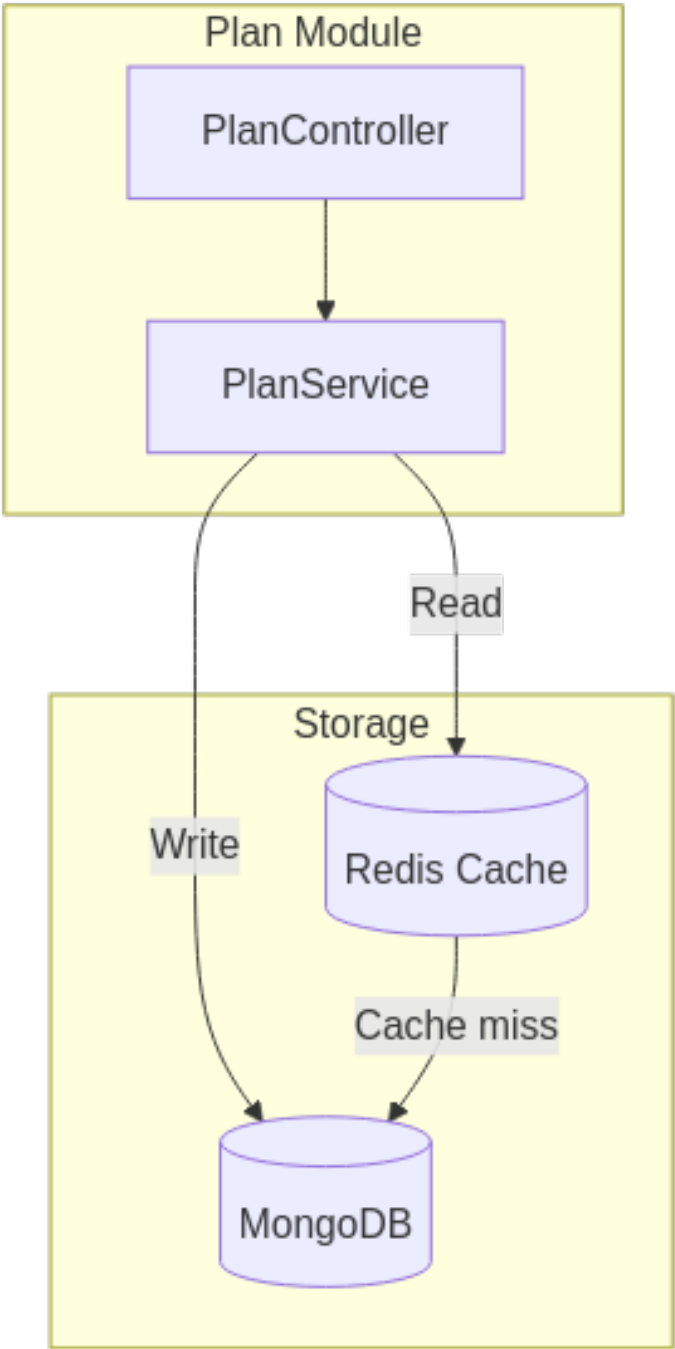 Plan Module
PlanController
PlanService
Read
Storage
Write
Redis Cache
Cache miss
MongoDB